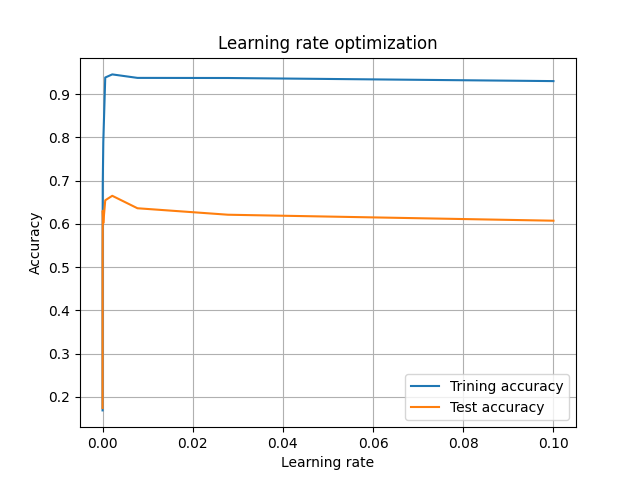 Learning rate optimization
Accuracy
0.9
0.8
0.7
0.6
0.5
0.4
0.3
0.2
0.00 0.02 0.04 0.06 0.08 0.10
Learning rate
Trining accuracy
Test accuracy